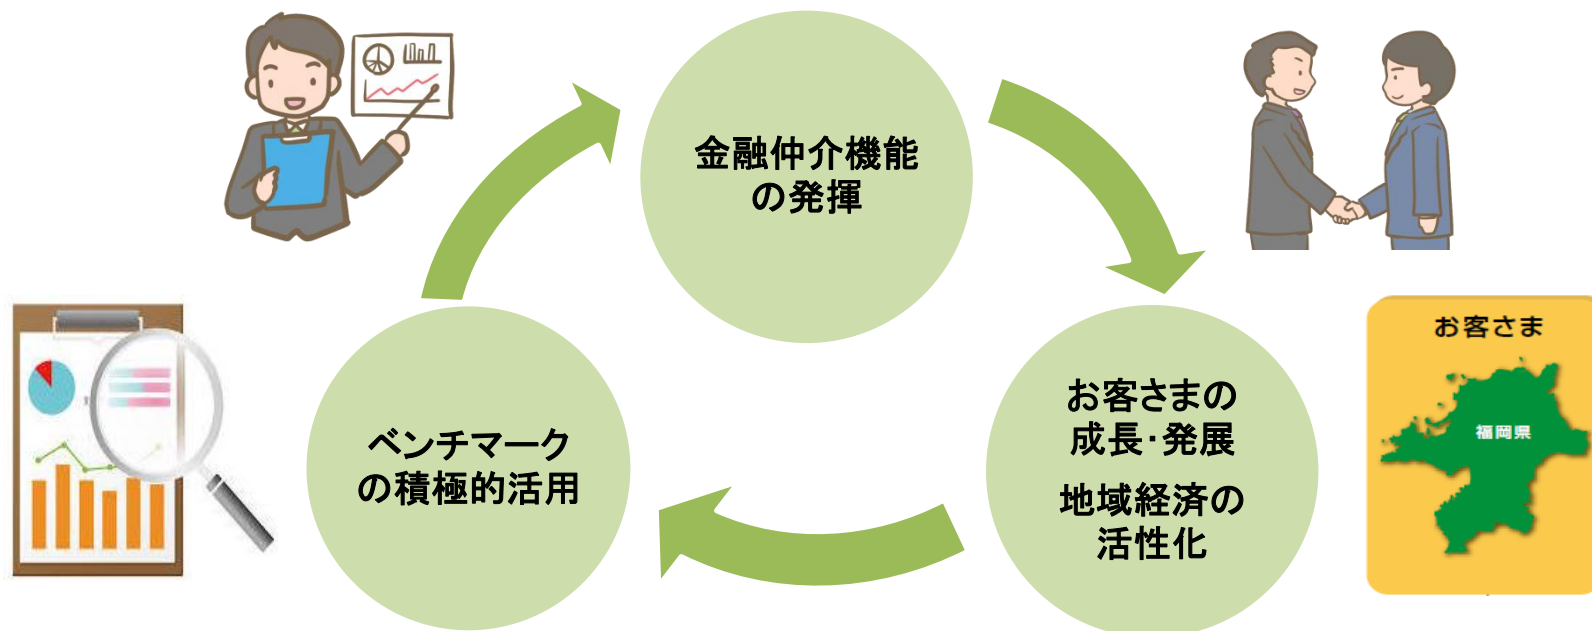 金融仲介機能
の発揮
お客さまの
成長・発展
地域経済の
活性化
ベンチマーク
の積極的活用
お客さま
福岡県